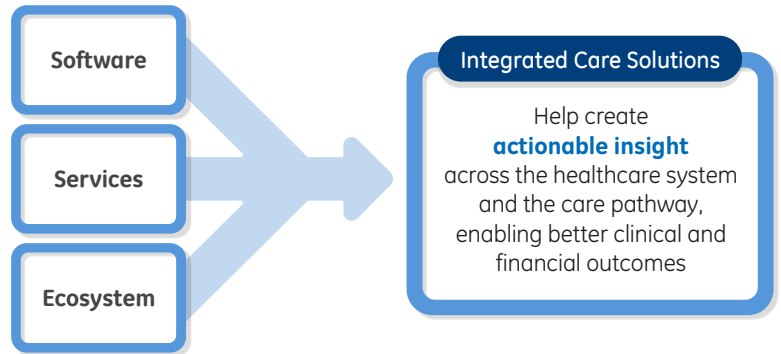 Software
Services
Ecosystem
Integrated Care Solutions
Help create
actionable insight
across the healthcare system
and the care pathway,
enabling better clinical and
financial outcomes